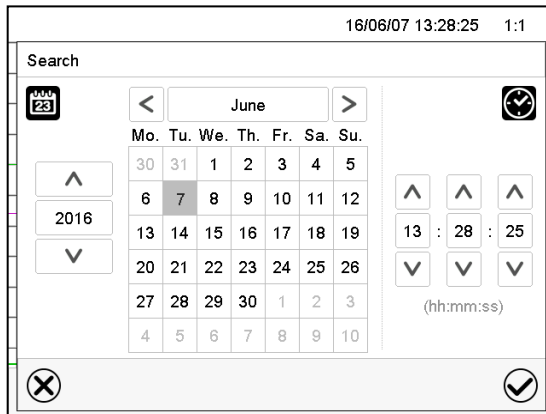 16/06/07 13:28:25 1:1
Search
23
< June >
Mo. Tu. We. Th. Fr. Sa. Su.
30 31 1 2 3 4 5
6 7 8 9 10 11 12
2016
13 : 28 : 25
13 14 15 16 17 18 19
20 21 22 23 24 25 26
27 28 29 30 1 2 3
(hh:mm:ss)
4 5 6 7 8 9 10